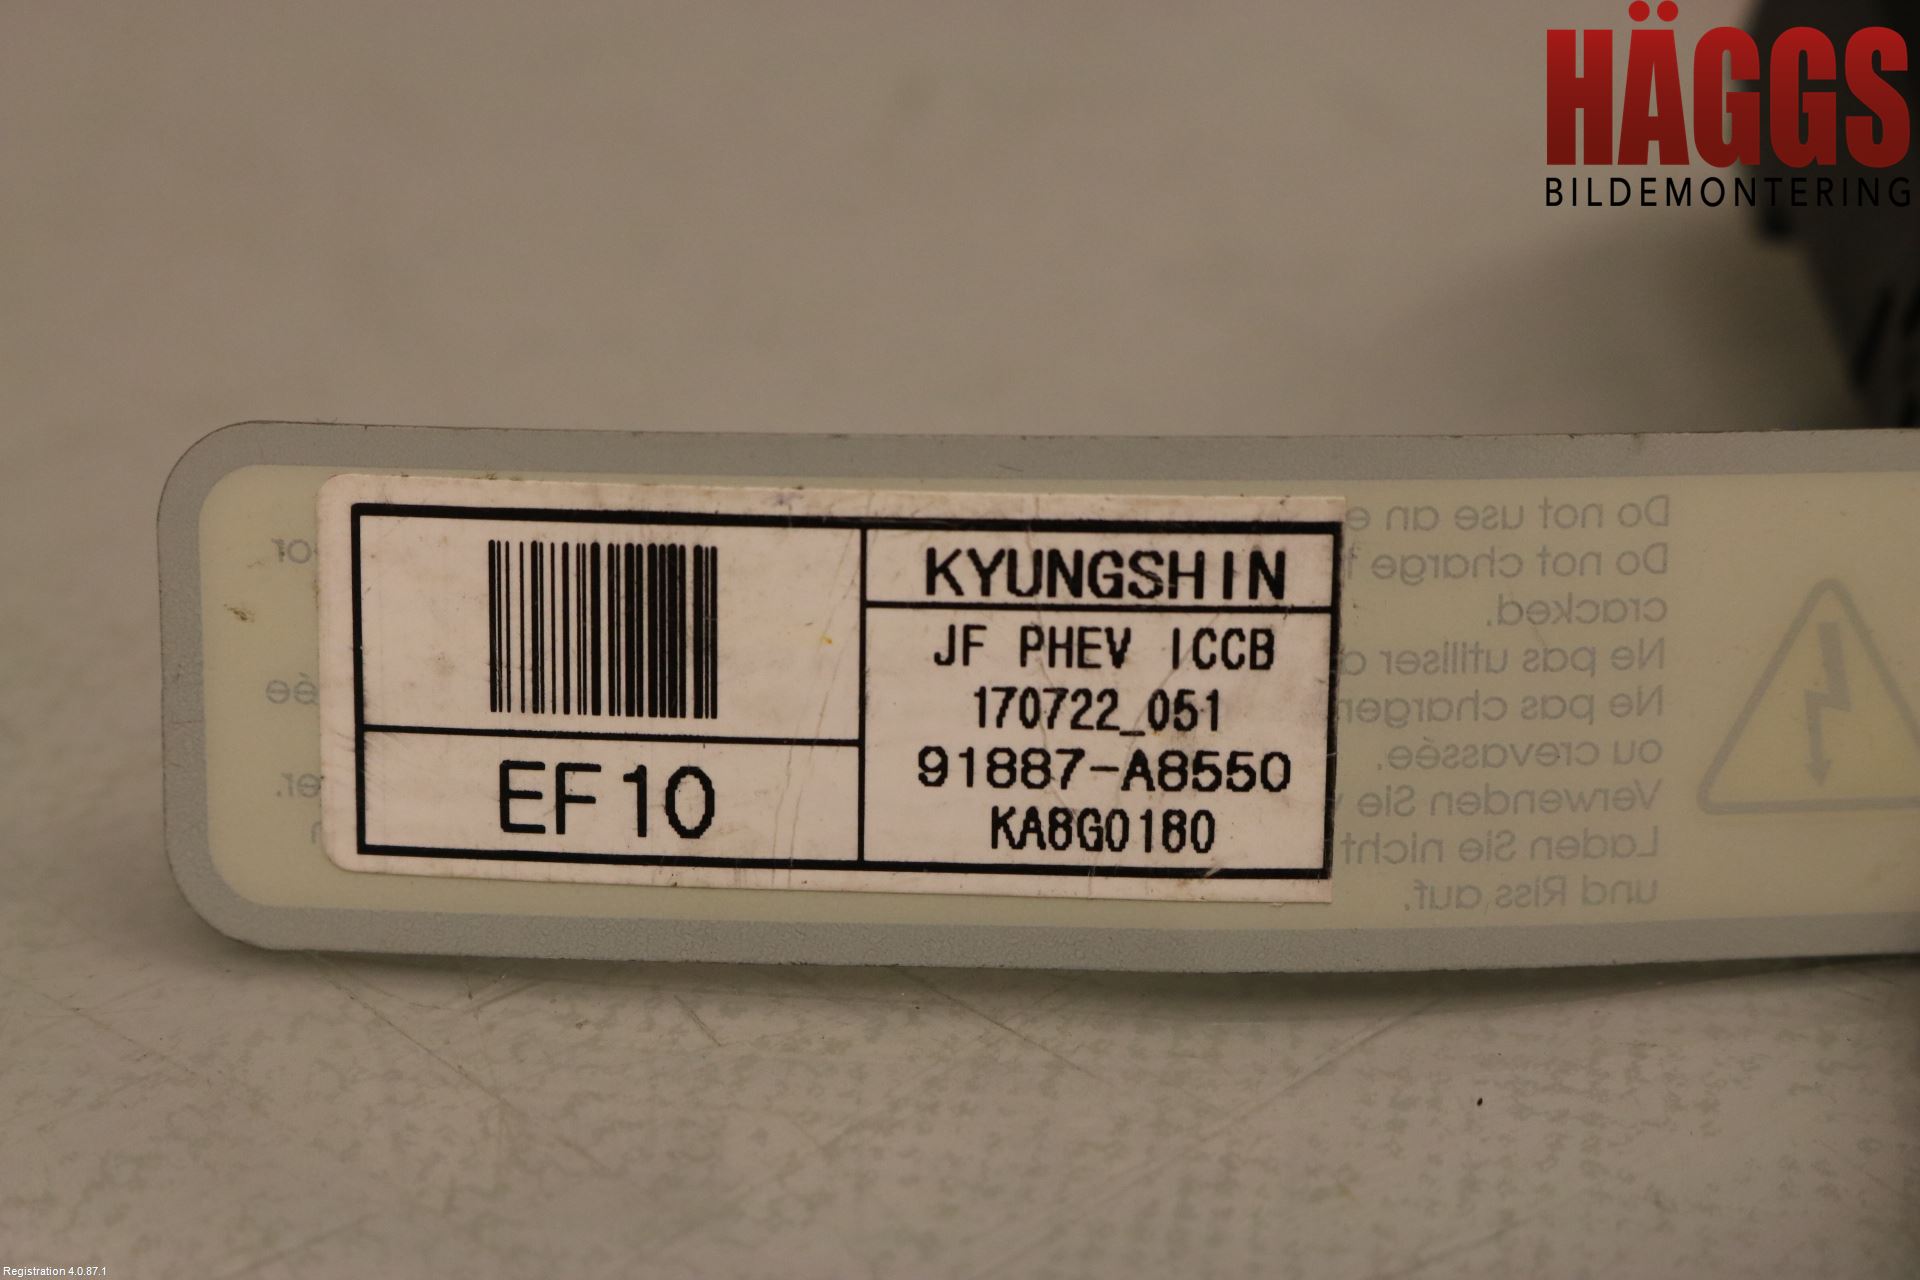 HÄGGS
BILDEMONTERING
KYUNGSHIN
JF PHEV ICCB
170722_051
91887-A8550
KA8G0180
EF10
Do not use an e
Do not charge
cracked.
Ne pas utiliser
Ne pas charger
ou crevassée.
Verwenden Sie
Laden Sie nicht
und Riss auf.
Registration 4.0.87.1